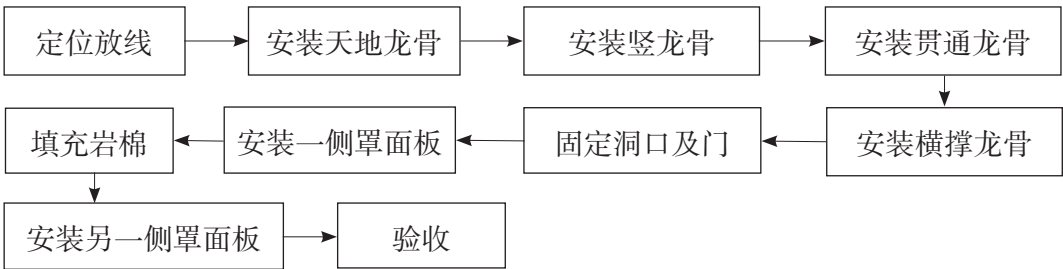 定位放线
安装天地龙骨
安装竖龙骨
安装贯通龙骨
安装横撑龙骨
固定洞口及门
安装一侧罩面板
填充岩棉
安装另一侧罩面板
验收